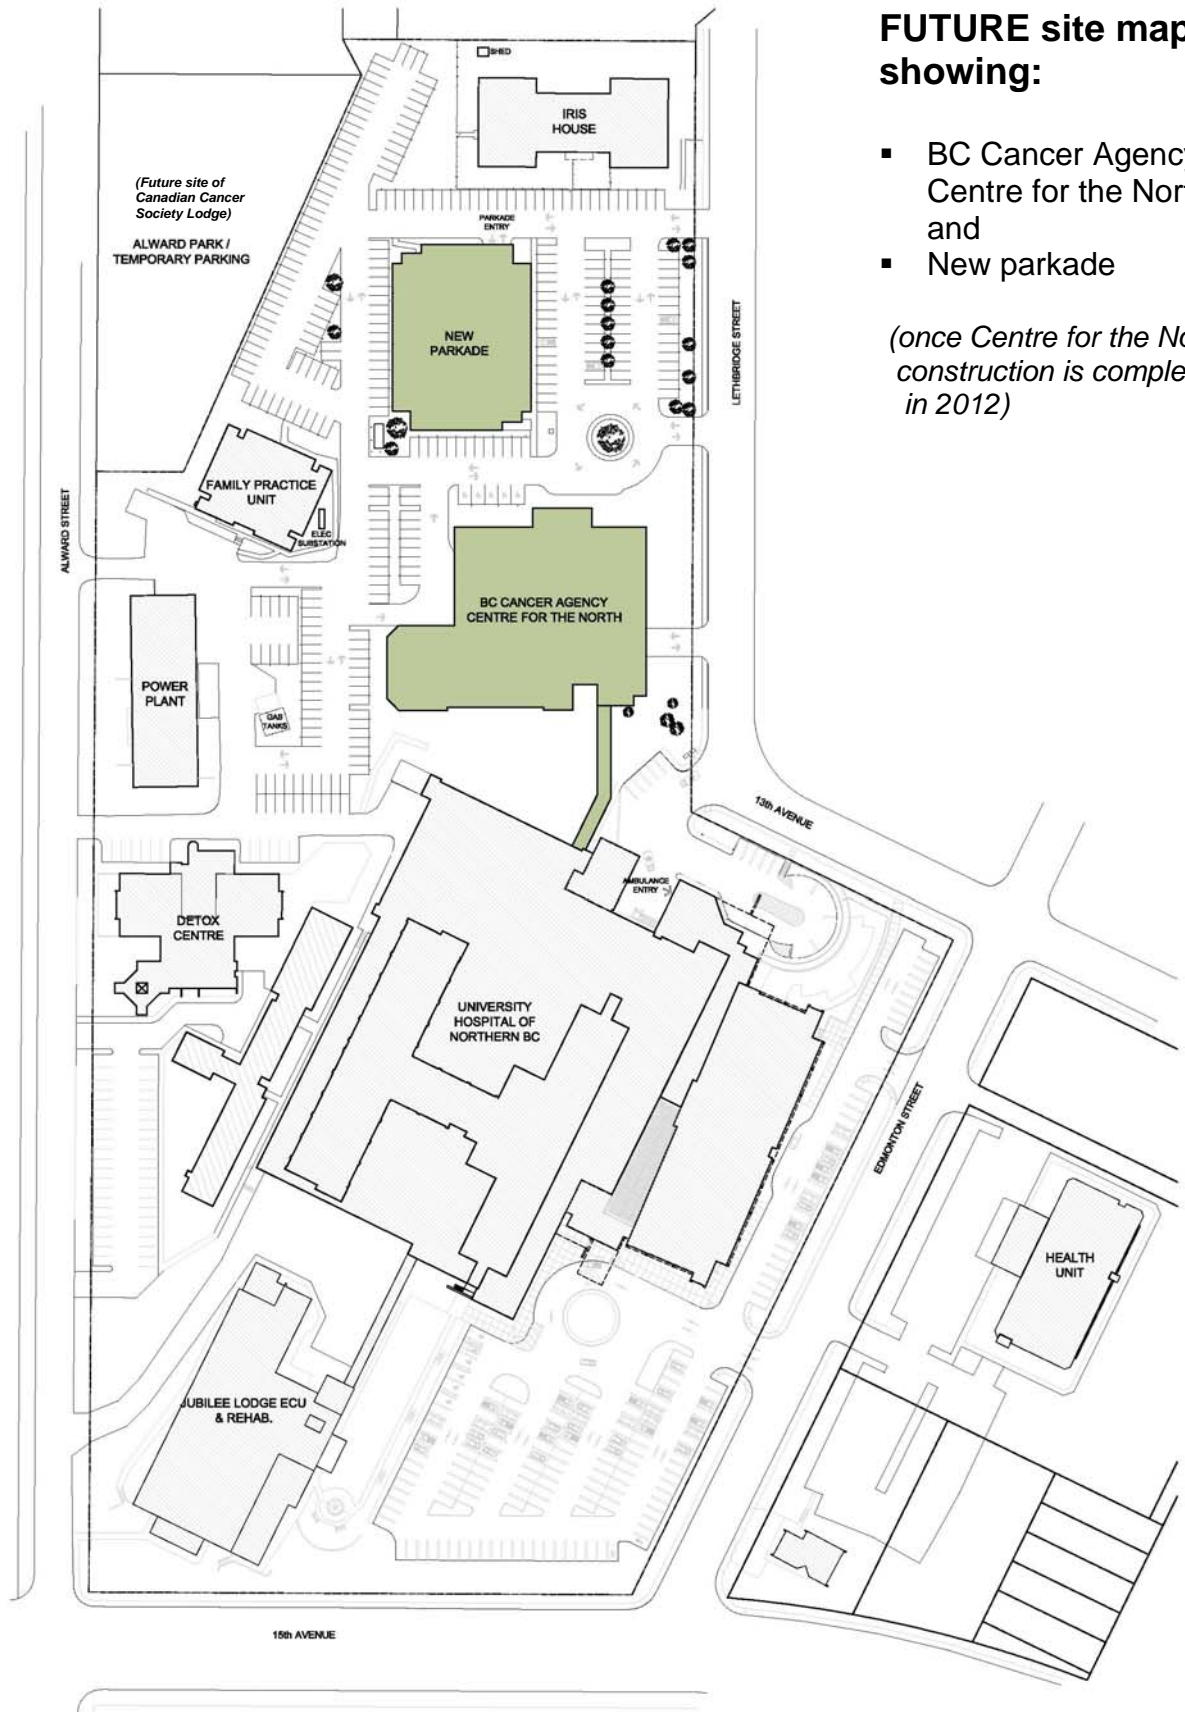 FUTURE site map
showing:
▪ BC Cancer Agency
Centre for the Nor
and
▪ New parkade
(once Centre for the No
construction is comple
in 2012)
SHED
IRIS
HOUSE
(Future site of
Canadian Cancer
Society Lodge)
ALWARD PARK /
TEMPORARY PARKING
PARKADE
ENTRY
NEW
PARKADE
LETHBRIDGE STREET
FAMILY PRACTICE
UNIT
ELEC
SUBSTATION
ALWARD STREET
BC CANCER AGENCY
CENTRE FOR THE NORTH
POWER
PLANT
GAS
TANKS
13th AVENUE
AMBULANCE
ENTRY
DETOX
CENTRE
UNIVERSITY
HOSPITAL OF
NORTHERN BC
EDMONTON STREET
HEALTH
UNIT
JUBILEE LODGE ECU
& REHAB.
15th AVENUE